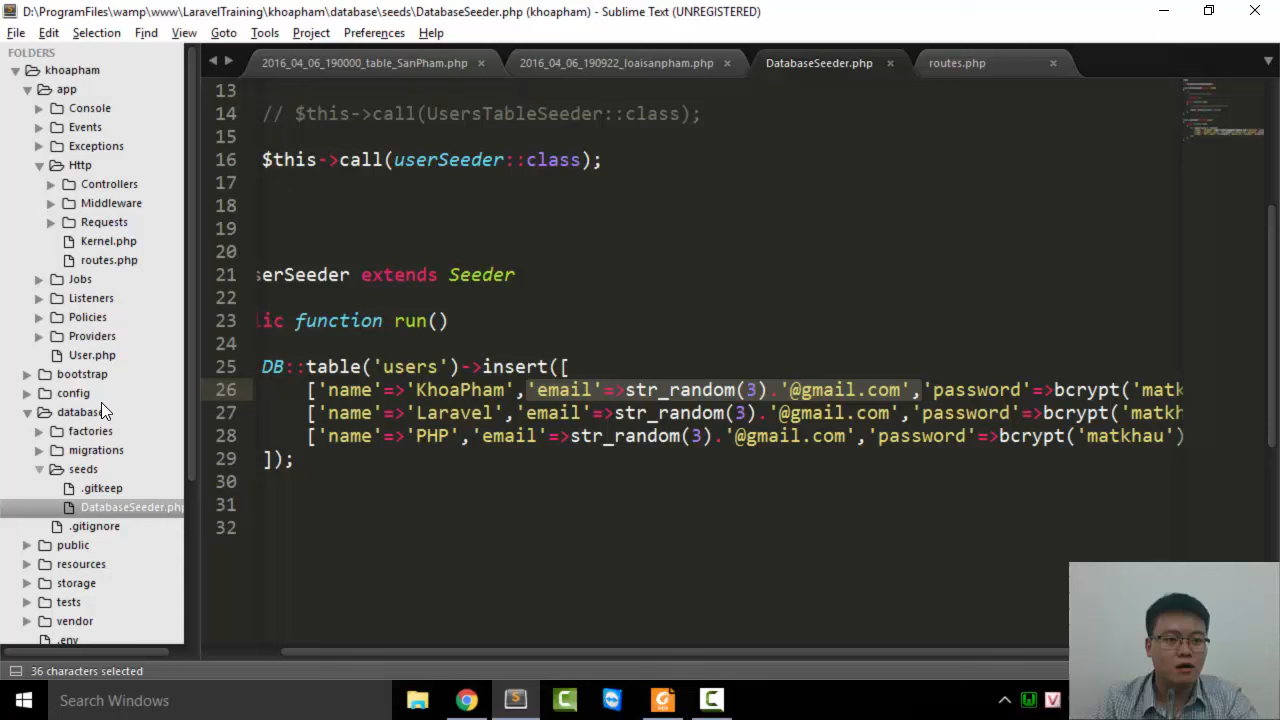 D:\ProgramFiles\wamp\www\LaravelTraining\khoapham\database\seeds\DatabaseSeeder.php (khoapham) - Sublime Text (UNREGISTERED)
File Edit Selection Find View Goto Tools Project Preferences Help
FOLDERS
khoapham
app
Console
Events
Exceptions
Http
Controllers
Middleware
Requests
Kernel.php
routes.php
Jobs
Listeners
Policies
Providers
User.php
bootstrap
config
database
factories
migrations
seeds
.gitkeep
DatabaseSeeder.php
.gitignore
public
resources
storage
tests
vendor
.env
2016_04_06_190000_table_SanPham.php × 2016_04_06_190922_loaisanpham.php × DatabaseSeeder.php × routes.php ×
13
14 // $this->call(UsersTableSeeder::class);
15
16 $this->call(userSeeder::class);
17
18
19
20
21 serSeeder extends Seeder
22
23 lic function run()
24
25 DB::table('users')->insert([
26 ['name'=>'KhoaPham','email'=>str_random(3).'@gmail.com','password'=>bcrypt('matk
27 ['name'=>'Laravel','email'=>str_random(3).'@gmail.com','password'=>bcrypt('matkh
28 ['name'=>'PHP','email'=>str_random(3).'@gmail.com','password'=>bcrypt('matkhau')
29 ]);
30
31
32
36 characters selected
Search Windows